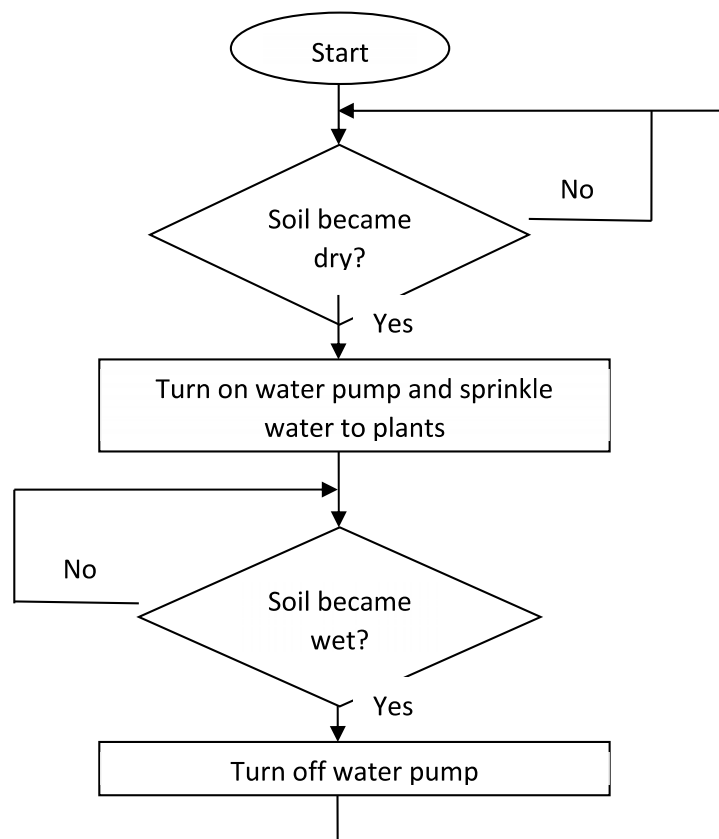 Start
No
Soil became
dry?
Yes
Turn on water pump and sprinkle
water to plants
No
Soil became
wet?
Yes
Turn off water pump